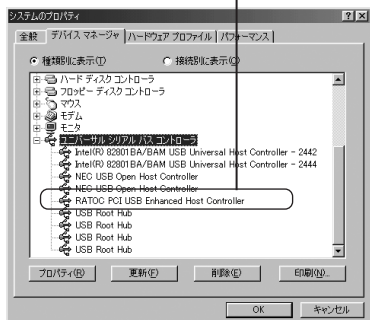 システムのプロパティ
全般 デバイス マネージャ ハードウェア プロファイル パフォーマンス
種類別に表示(T) 接続別に表示(C)
ハード ディスク コントローラ
フロッピー ディスク コントローラ
マウス
モデム
モニタ
ユニバーサル シリアル バス コントローラ
Intel(R) 82801BA/BAM USB Universal Host Controller - 2442
Intel(R) 82801BA/BAM USB Universal Host Controller - 2444
NEC USB Open Host Controller
NEC USB Open Host Controller
RATOC PCI USB Enhanced Host Controller
USB Root Hub
USB Root Hub
USB Root Hub
USB Root Hub
プロパティ(R) 更新(F) 削除(E) 印刷(N)...
OK キャンセル